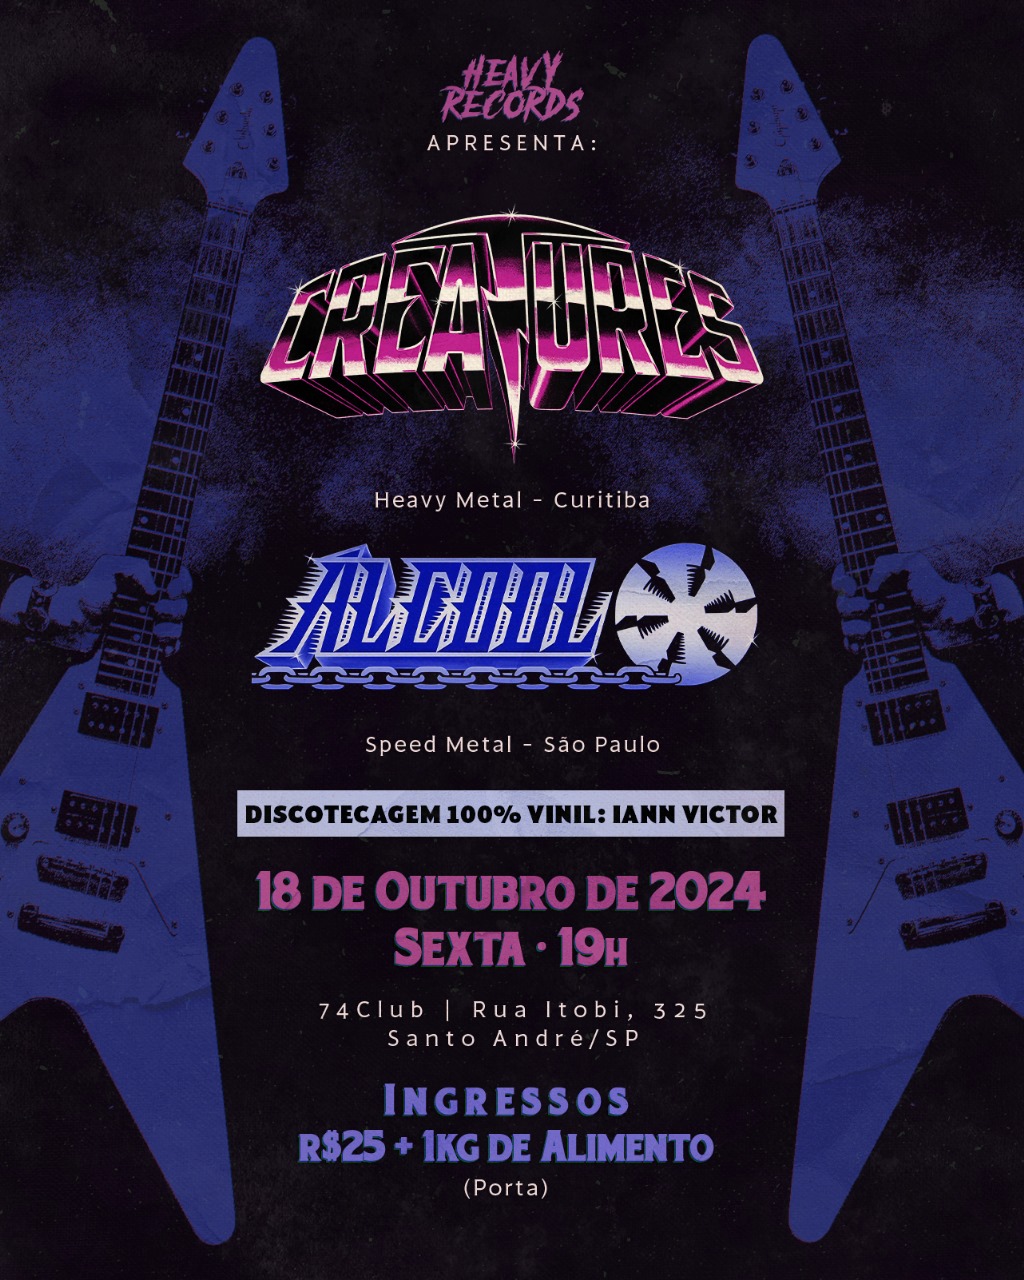 HEAVY
RECORDS
APRESENTA:
CREATURES
Heavy Metal - Curitiba
ÁLCOOL
Speed Metal - São Paulo
DISCOTECAGEM 100% VINIL: IANN VICTOR
18 DE OUTUBRO DE 2024
SEXTA · 19H
74Club | Rua Itobi, 325
Santo André/SP
INGRESSOS
R$25 + 1KG DE ALIMENTO
(Porta)